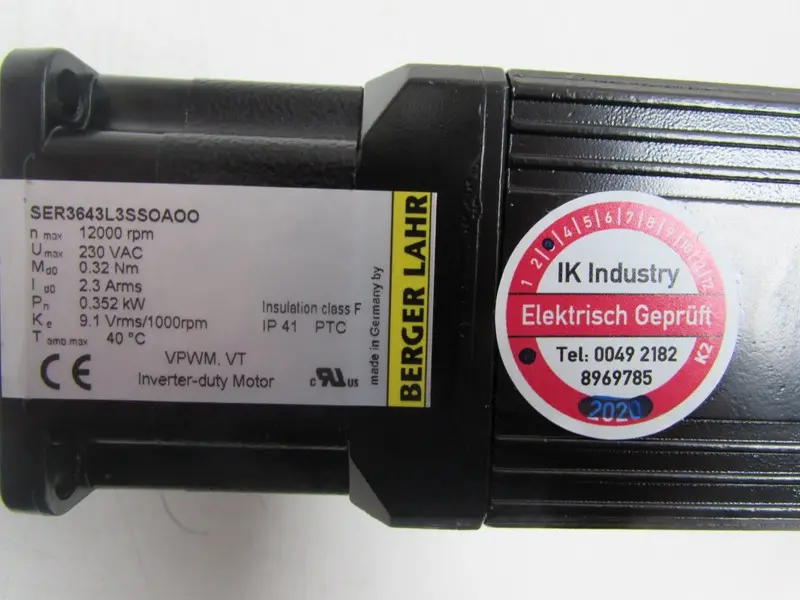 SER3643L3SSOAOO
n max 12000 rpm
U max 230 VAC
M d0 0.32 Nm
I d0 2.3 Arms
P n 0.352 kW
K e 9.1 Vrms/1000rpm
T amb max 40 °C
Insulation class F
IP 41 PTC
VPWM, VT
Inverter-duty Motor
CE
c RU us
made in Germany by
BERGER LAHR
1 2 3 4 5 6 7 8 9 10 11 12
IK Industry
Elektrisch Geprüft
Tel: 0049 2182
8969785
K2
2020